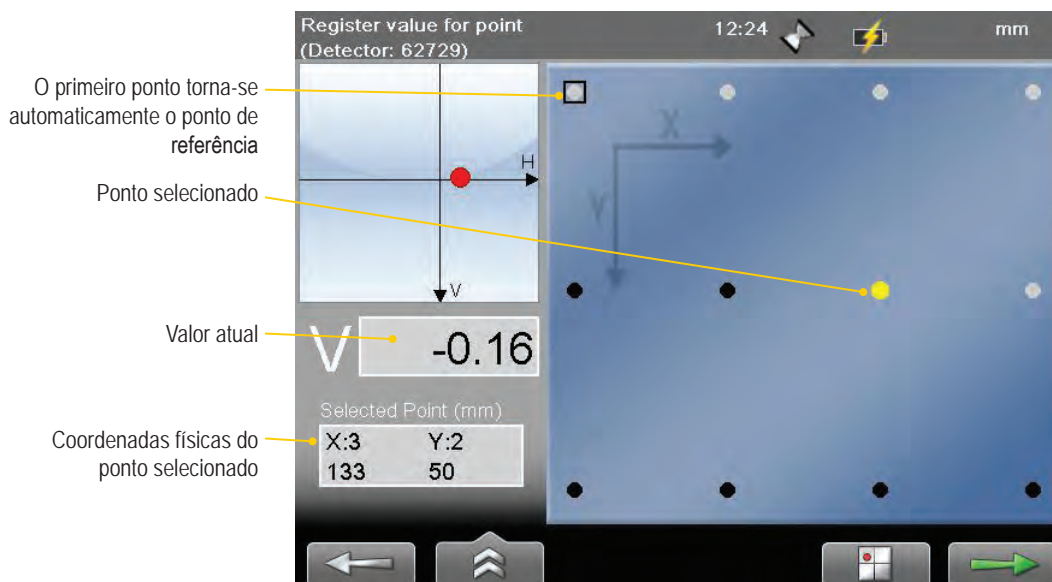 Register value for point
(Detector: 62729)
12:24
mm
O primeiro ponto torna-se
automaticamente o ponto de
referência
Ponto selecionado
H
V
X
Y
Valor atual
V
-0.16
Selected Point (mm)
Coordenadas físicas do
ponto selecionado
X:3 Y:2
133 50